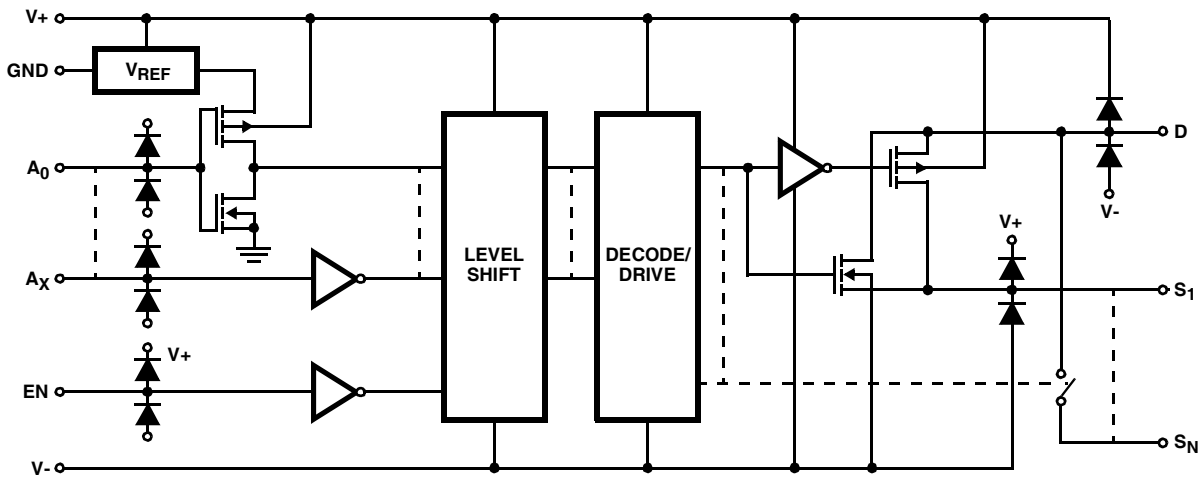 V+
GND
VREF
A0
AX
V+
EN
V-
LEVEL
SHIFT
DECODE/
DRIVE
D
V-
V+
S1
SN